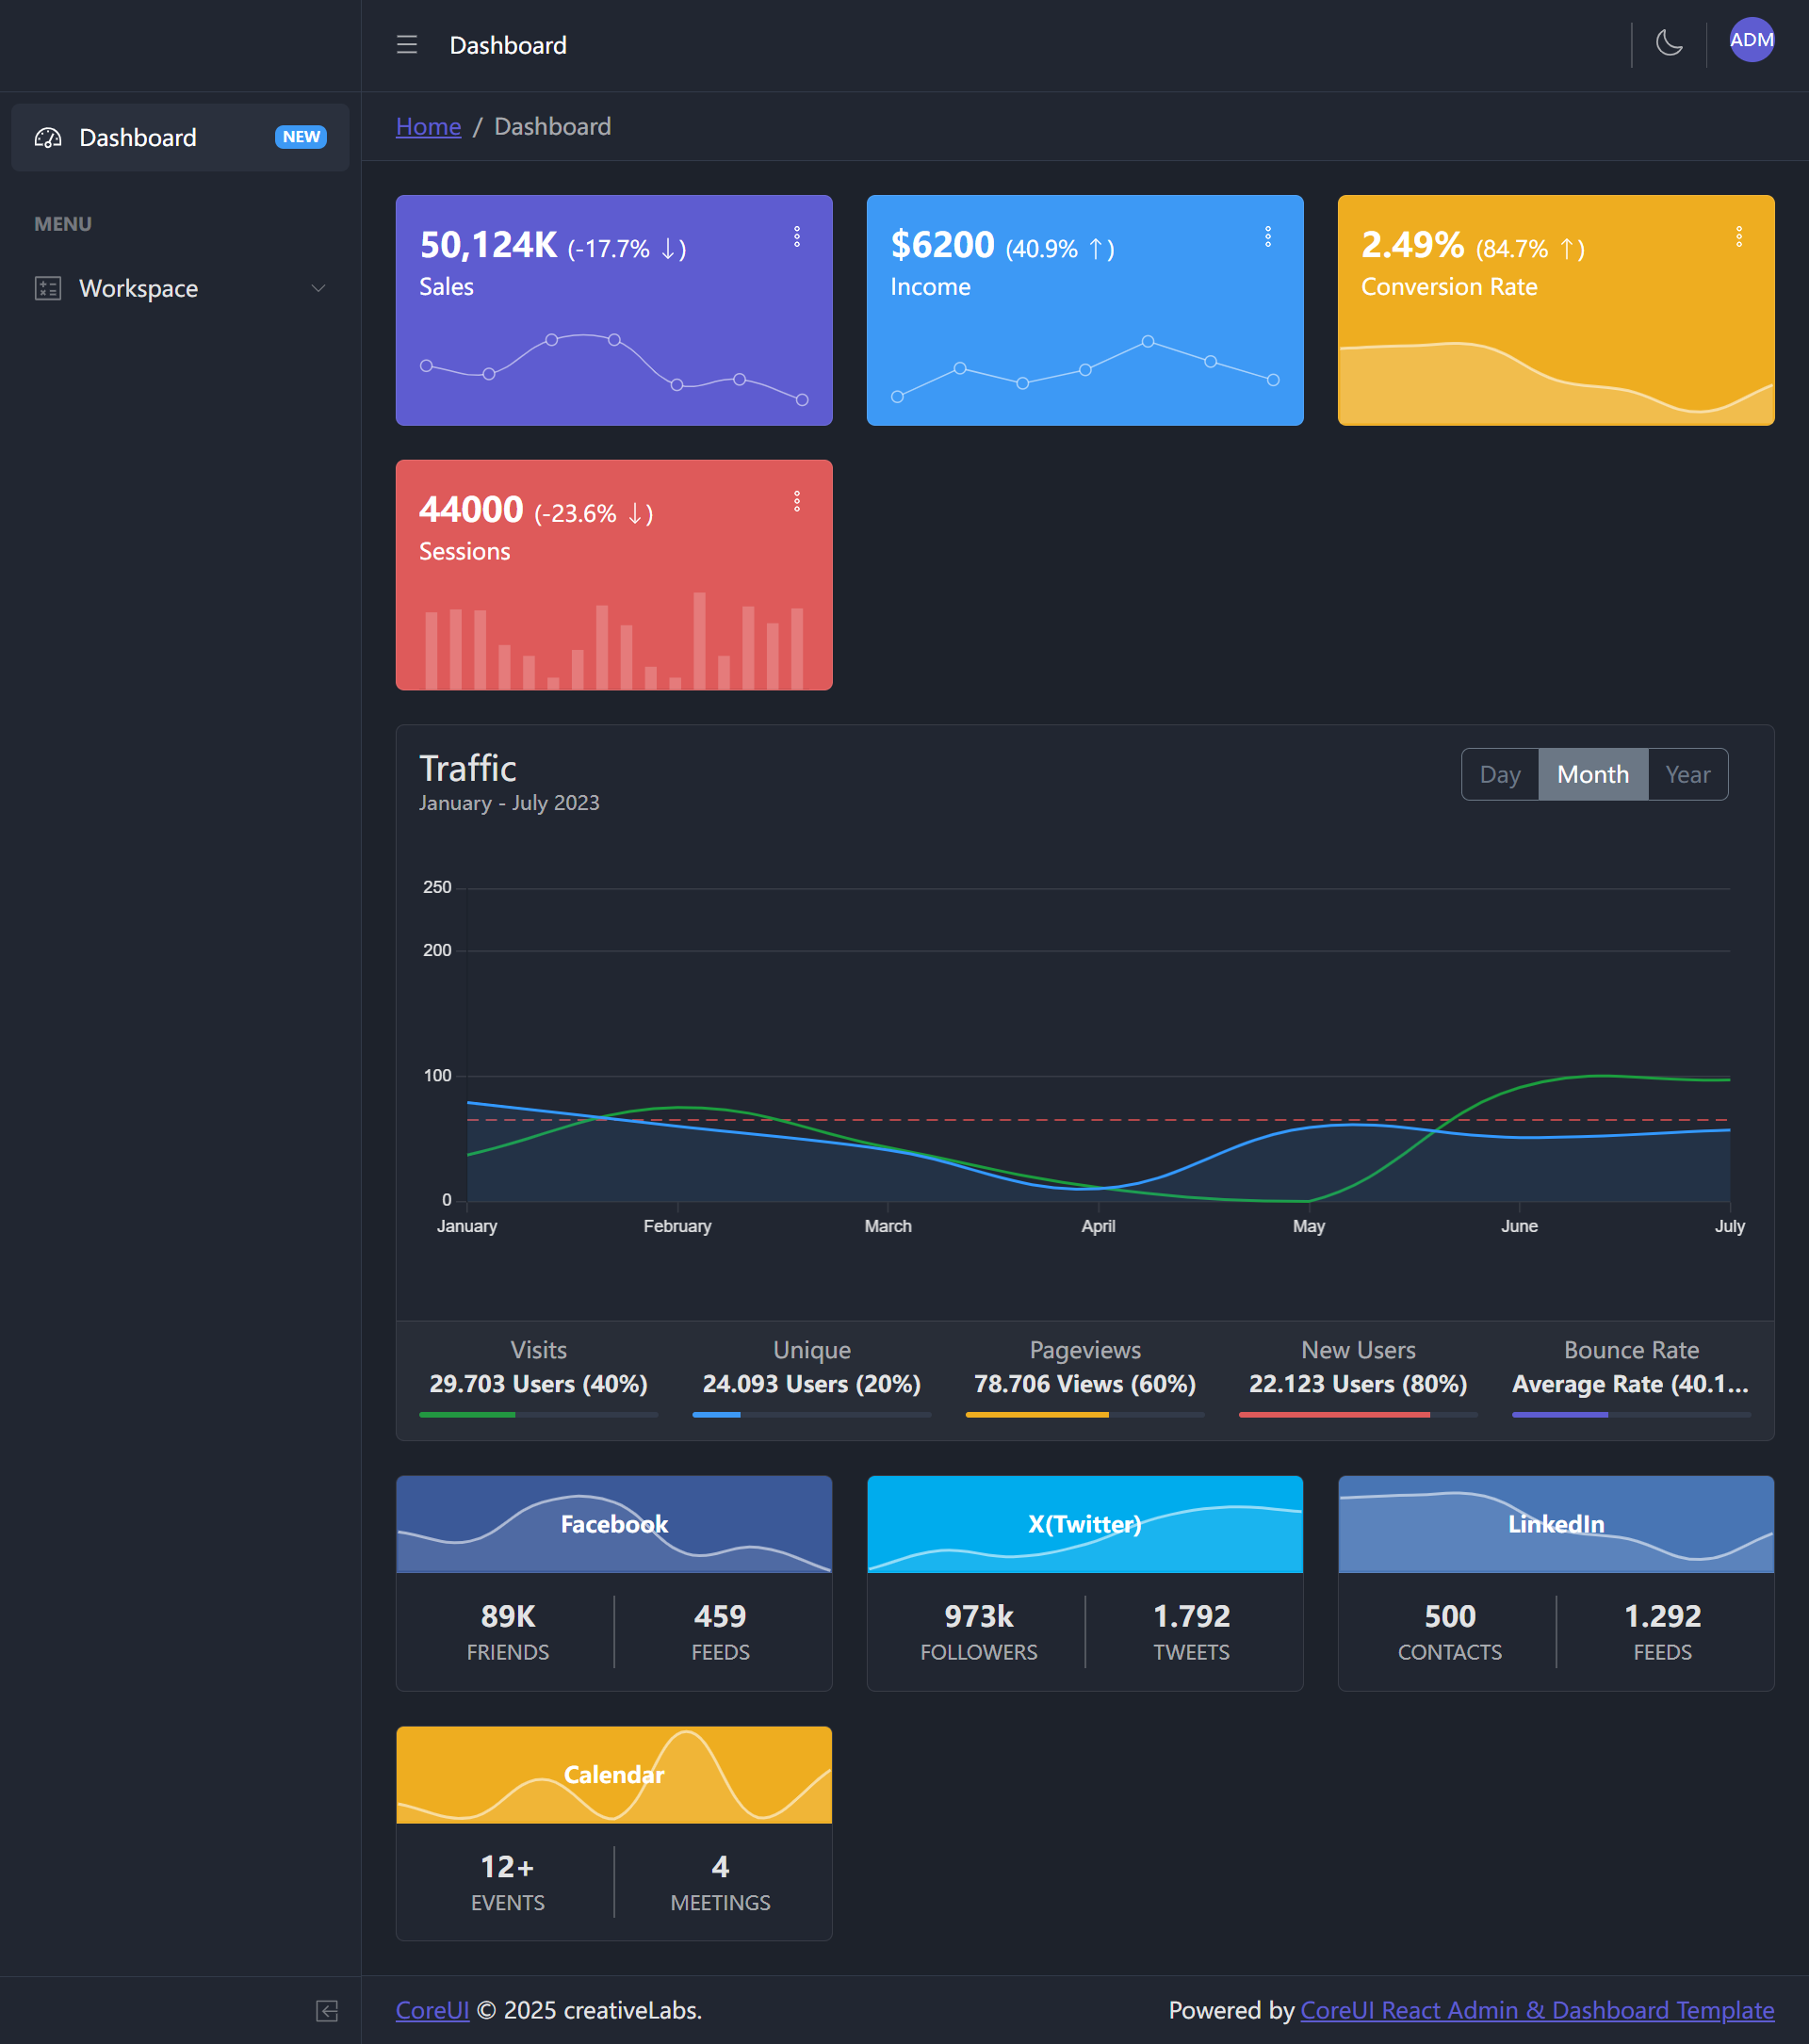 Dashboard
ADM
Dashboard NEW
MENU
Workspace
Home / Dashboard
50,124K (-17.7% ↓)
Sales
$6200 (40.9% ↑)
Income
2.49% (84.7% ↑)
Conversion Rate
44000 (-23.6% ↓)
Sessions
Traffic
January - July 2023
Day Month Year
250
200
100
0
January February March April May June July
Visits
29.703 Users (40%)
Unique
24.093 Users (20%)
Pageviews
78.706 Views (60%)
New Users
22.123 Users (80%)
Bounce Rate
Average Rate (40.1...
Facebook
89K
FRIENDS
459
FEEDS
X(Twitter)
973k
FOLLOWERS
1.792
TWEETS
LinkedIn
500
CONTACTS
1.292
FEEDS
Calendar
12+
EVENTS
4
MEETINGS
CoreUI © 2025 creativeLabs.
Powered by CoreUI React Admin & Dashboard Template